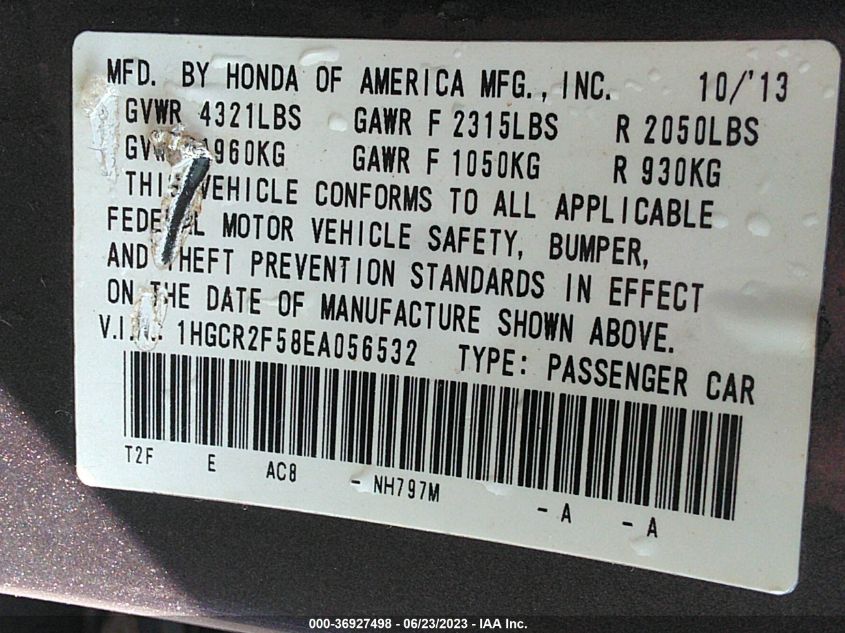 MFD. BY HONDA OF AMERICA MFG., INC. 10/'13
GVWR 4321LBS GAWR F 2315LBS R 2050LBS
1960KG GAWR F 1050KG R 930KG
VEHICLE CONFORMS TO ALL APPLICABLE
MOTOR VEHICLE SAFETY, BUMPER,
AND THEFT PREVENTION STANDARDS IN EFFECT
ON THE DATE OF MANUFACTURE SHOWN ABOVE.
V.I.N. 1HGCR2F58EA056532 TYPE: PASSENGER CAR
T2F E AC8 - NH797M - A - A
000-36927498 - 06/23/2023 - IAA Inc.